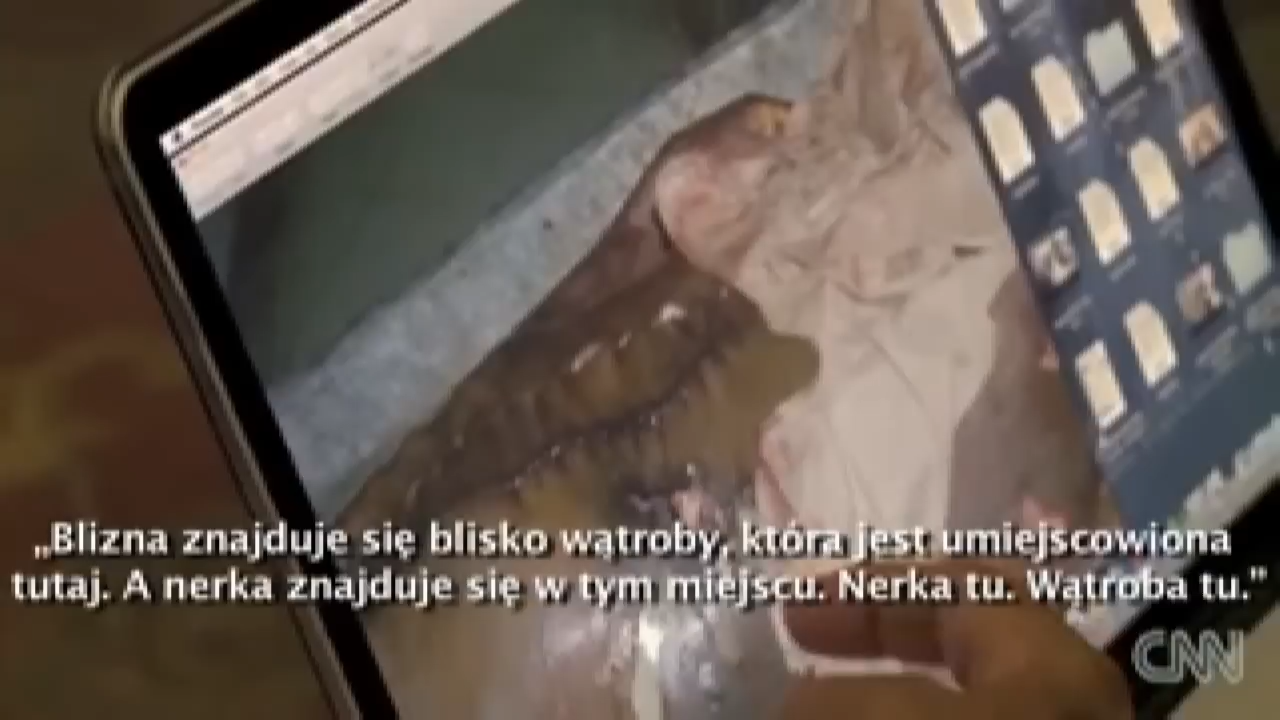 „Blizna znajduje się blisko wątroby, która jest umiejscowiona
tutaj. A nerka znajduje się w tym miejscu. Nerka tu. Wątroba tu.”
CNN